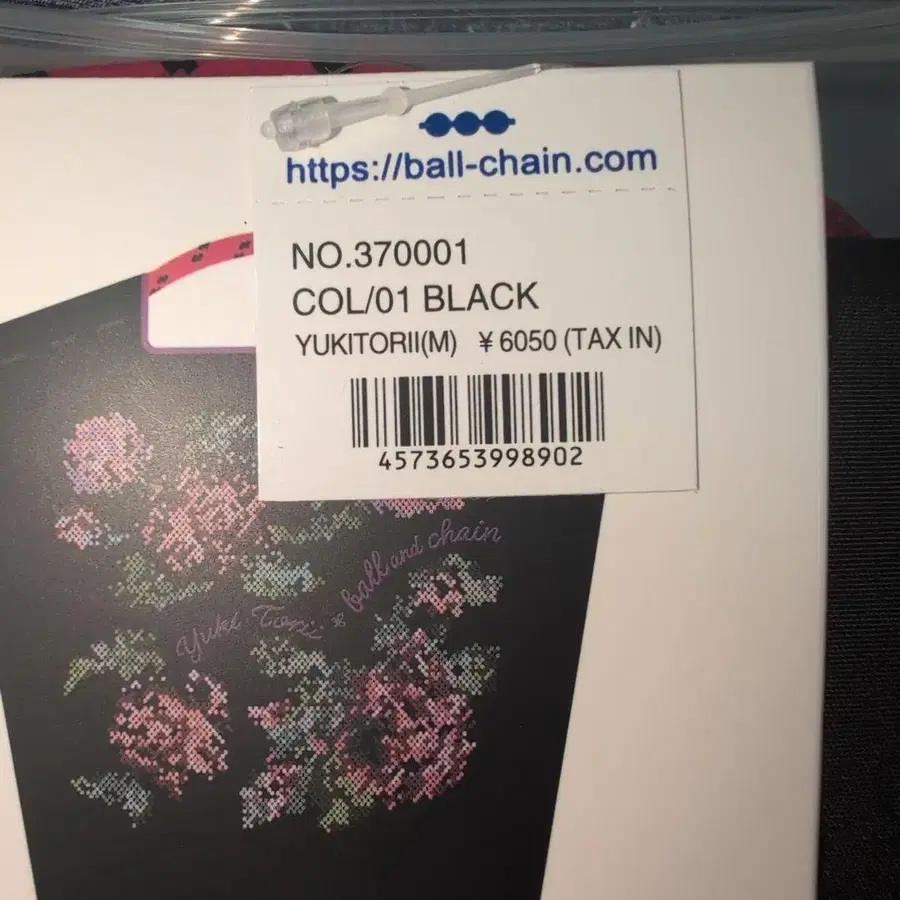 https://ball-chain.com
NO.370001
COL/01 BLACK
YUKITORII(M) ¥6050 (TAX IN)
4573653998902
Yuki Torii × ball and chain